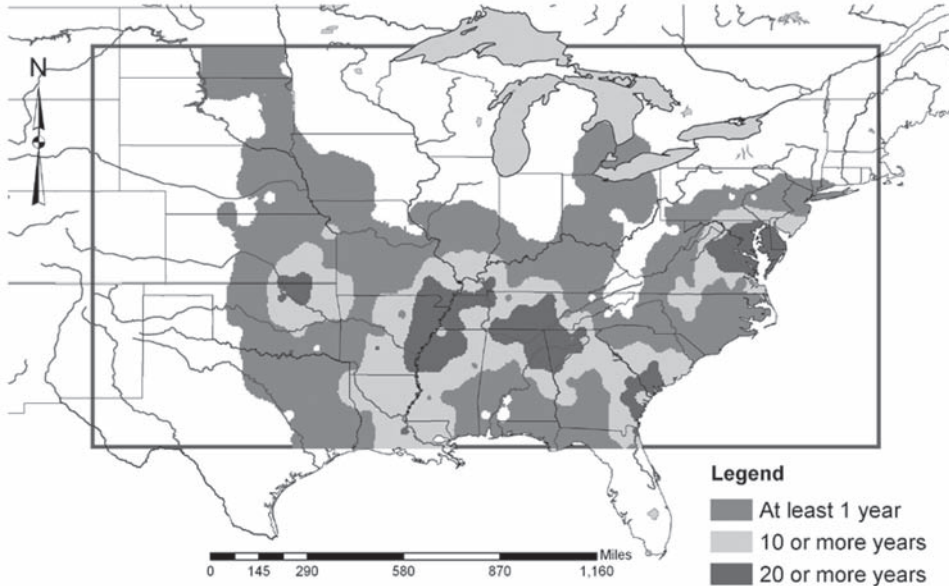 N
Legend
At least 1 year
10 or more years
20 or more years
Miles
0 145 290 580 870 1,160